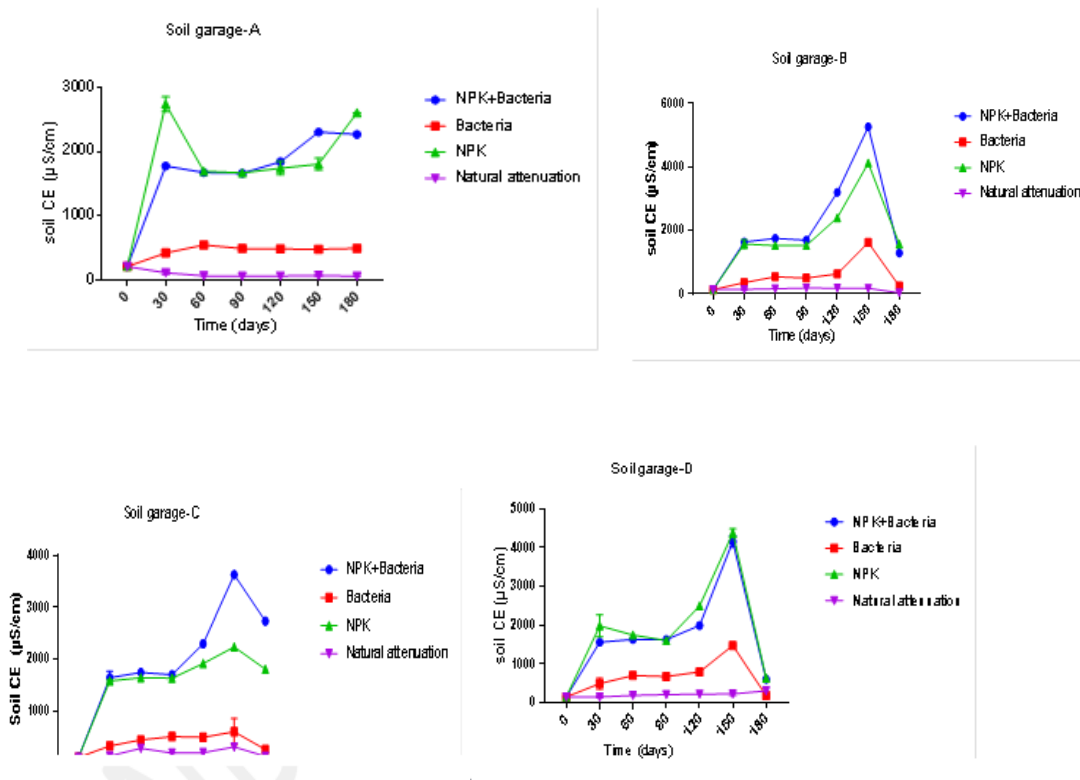 Soil garage-A
3000
2000
1000
0
soil CE (µS/cm)
0 30 60 90 120 150 180
Time (days)
NPK+Bacteria
Bacteria
NPK
Natural attenuation
Soil garage-B
6000
4000
2000
0
soil CE (µS/cm)
0 30 60 90 120 150 180
Time (days)
NPK+Bacteria
Bacteria
NPK
Natural attenuation
Soil garage-C
4000
3000
2000
1000
Soil CE (µS/cm)
NPK+Bacteria
Bacteria
NPK
Natural attenuation
Soil garage-D
5000
4000
3000
2000
1000
0
soil CE (µS/cm)
0 30 60 90 120 150 180
Time (days)
NPK+Bacteria
Bacteria
NPK
Natural attenuation